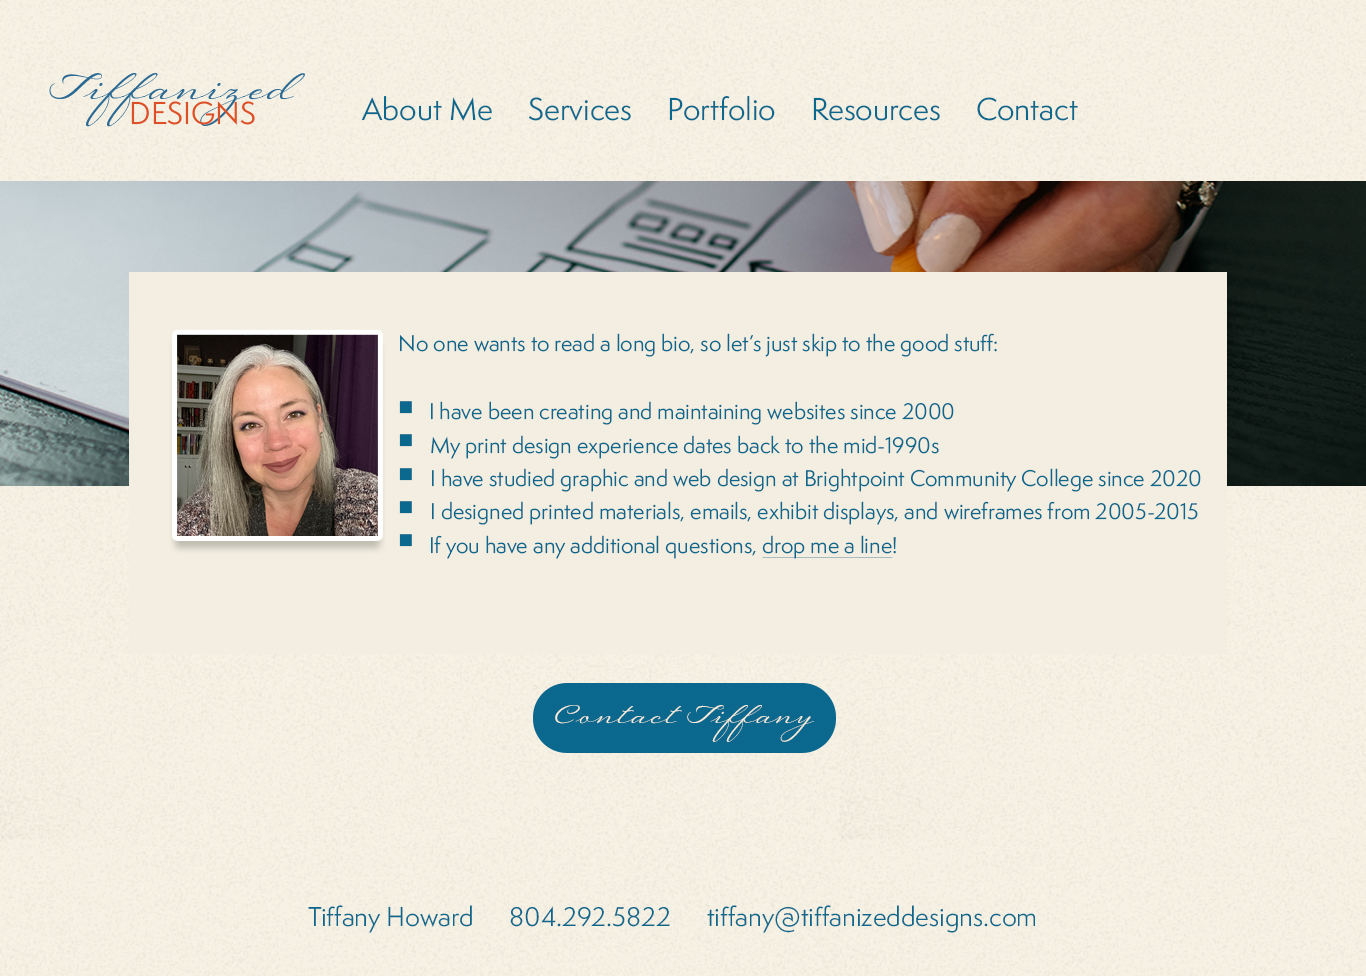 Tiffanized
DESIGNS
About Me Services Portfolio Resources Contact
No one wants to read a long bio, so let’s just skip to the good stuff:
I have been creating and maintaining websites since 2000
My print design experience dates back to the mid-1990s
I have studied graphic and web design at Brightpoint Community College since 2020
I designed printed materials, emails, exhibit displays, and wireframes from 2005-2015
If you have any additional questions, drop me a line!
Contact Tiffany
Tiffany Howard 804.292.5822 tiffany@tiffanizeddesigns.com